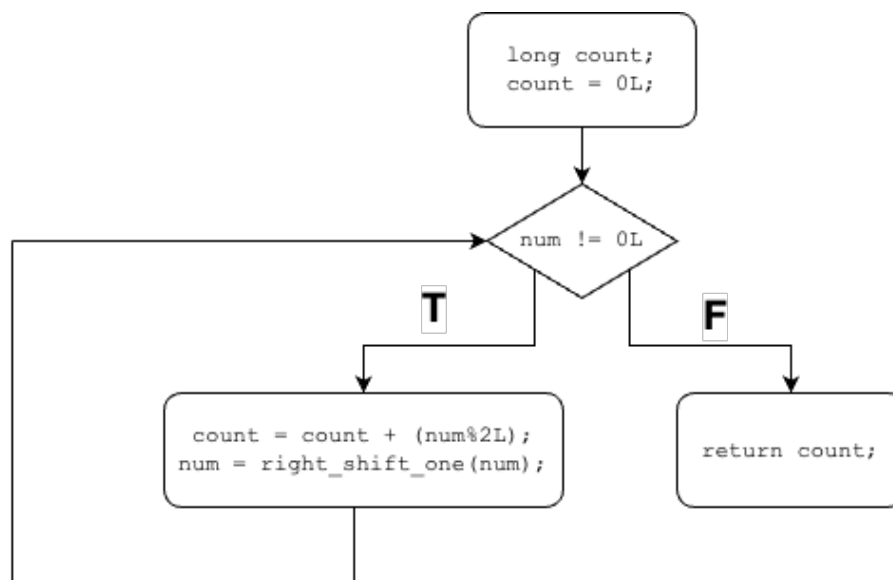 long count;
count = 0L;
num != 0L
T
F
count = count + (num%2L);
num = right_shift_one(num);
return count;